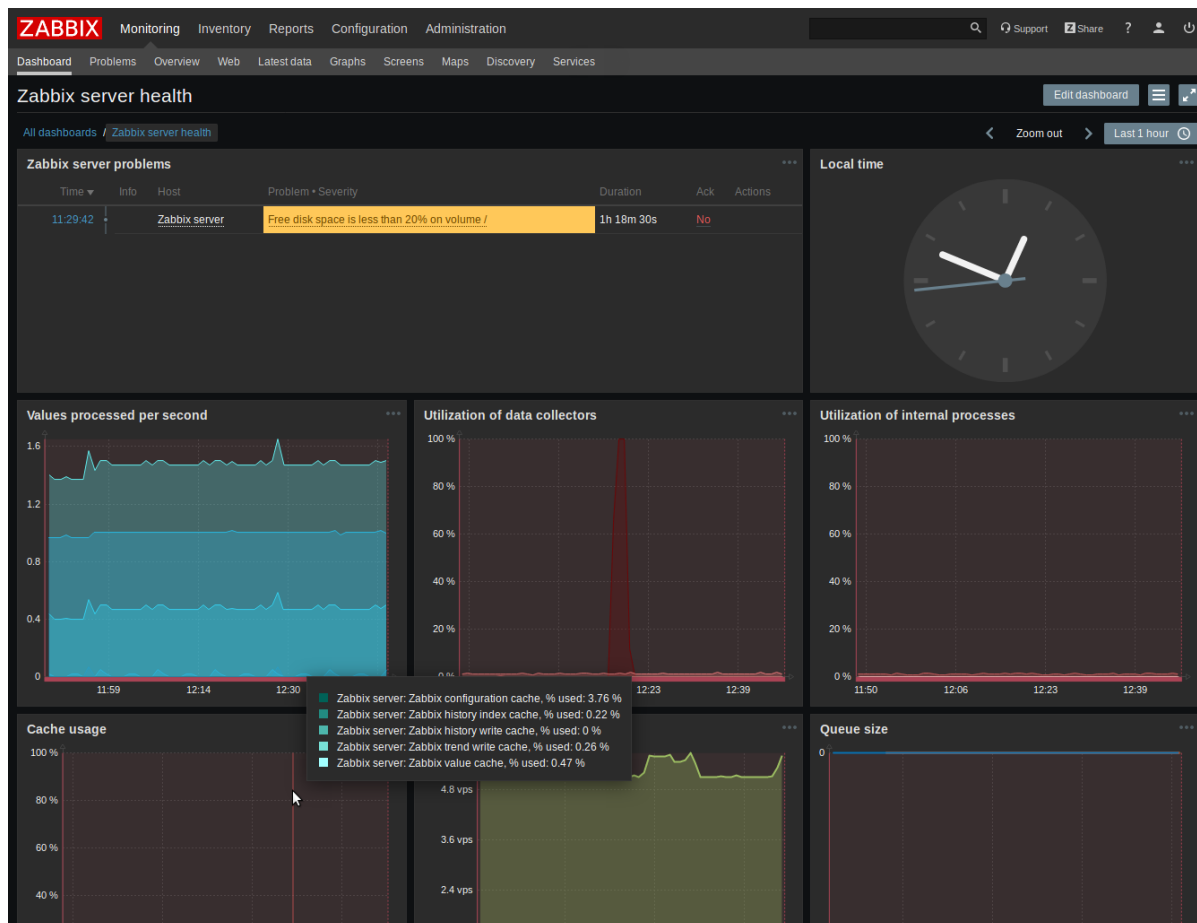 ZABBIX Monitoring Inventory Reports Configuration Administration Support Z Share ?
Dashboard Problems Overview Web Latest data Graphs Screens Maps Discovery Services
Zabbix server health Edit dashboard
All dashboards / Zabbix server health Zoom out Last 1 hour
Zabbix server problems
Time Info Host Problem • Severity Duration Ack Actions
11:29:42 Zabbix server Free disk space is less than 20% on volume / 1h 18m 30s No
Local time
Values processed per second
1.6
1.2
0.8
0.4
0
11:59 12:14 12:30
Utilization of data collectors
100 %
80 %
60 %
40 %
20 %
12:23 12:39
Utilization of internal processes
100 %
80 %
60 %
40 %
20 %
0 %
11:50 12:06 12:23 12:39
Zabbix server: Zabbix configuration cache, % used: 3.76 %
Zabbix server: Zabbix history index cache, % used: 0.22 %
Zabbix server: Zabbix history write cache, % used: 0 %
Zabbix server: Zabbix trend write cache, % used: 0.26 %
Zabbix server: Zabbix value cache, % used: 0.47 %
Cache usage
100 %
80 %
60 %
40 %
4.8 vps
3.6 vps
2.4 vps
Queue size
0